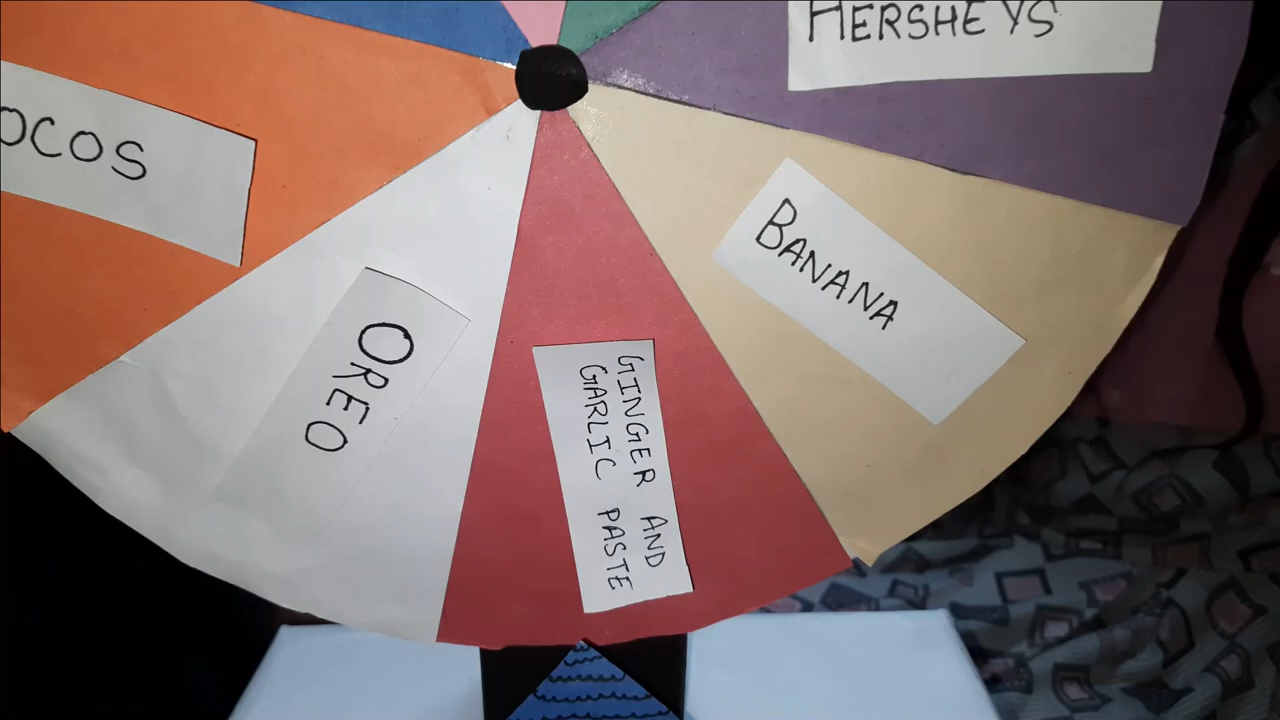 HERSHEYS
OCOS
BANANA
OREO
GINGER AND
GARLIC PASTE